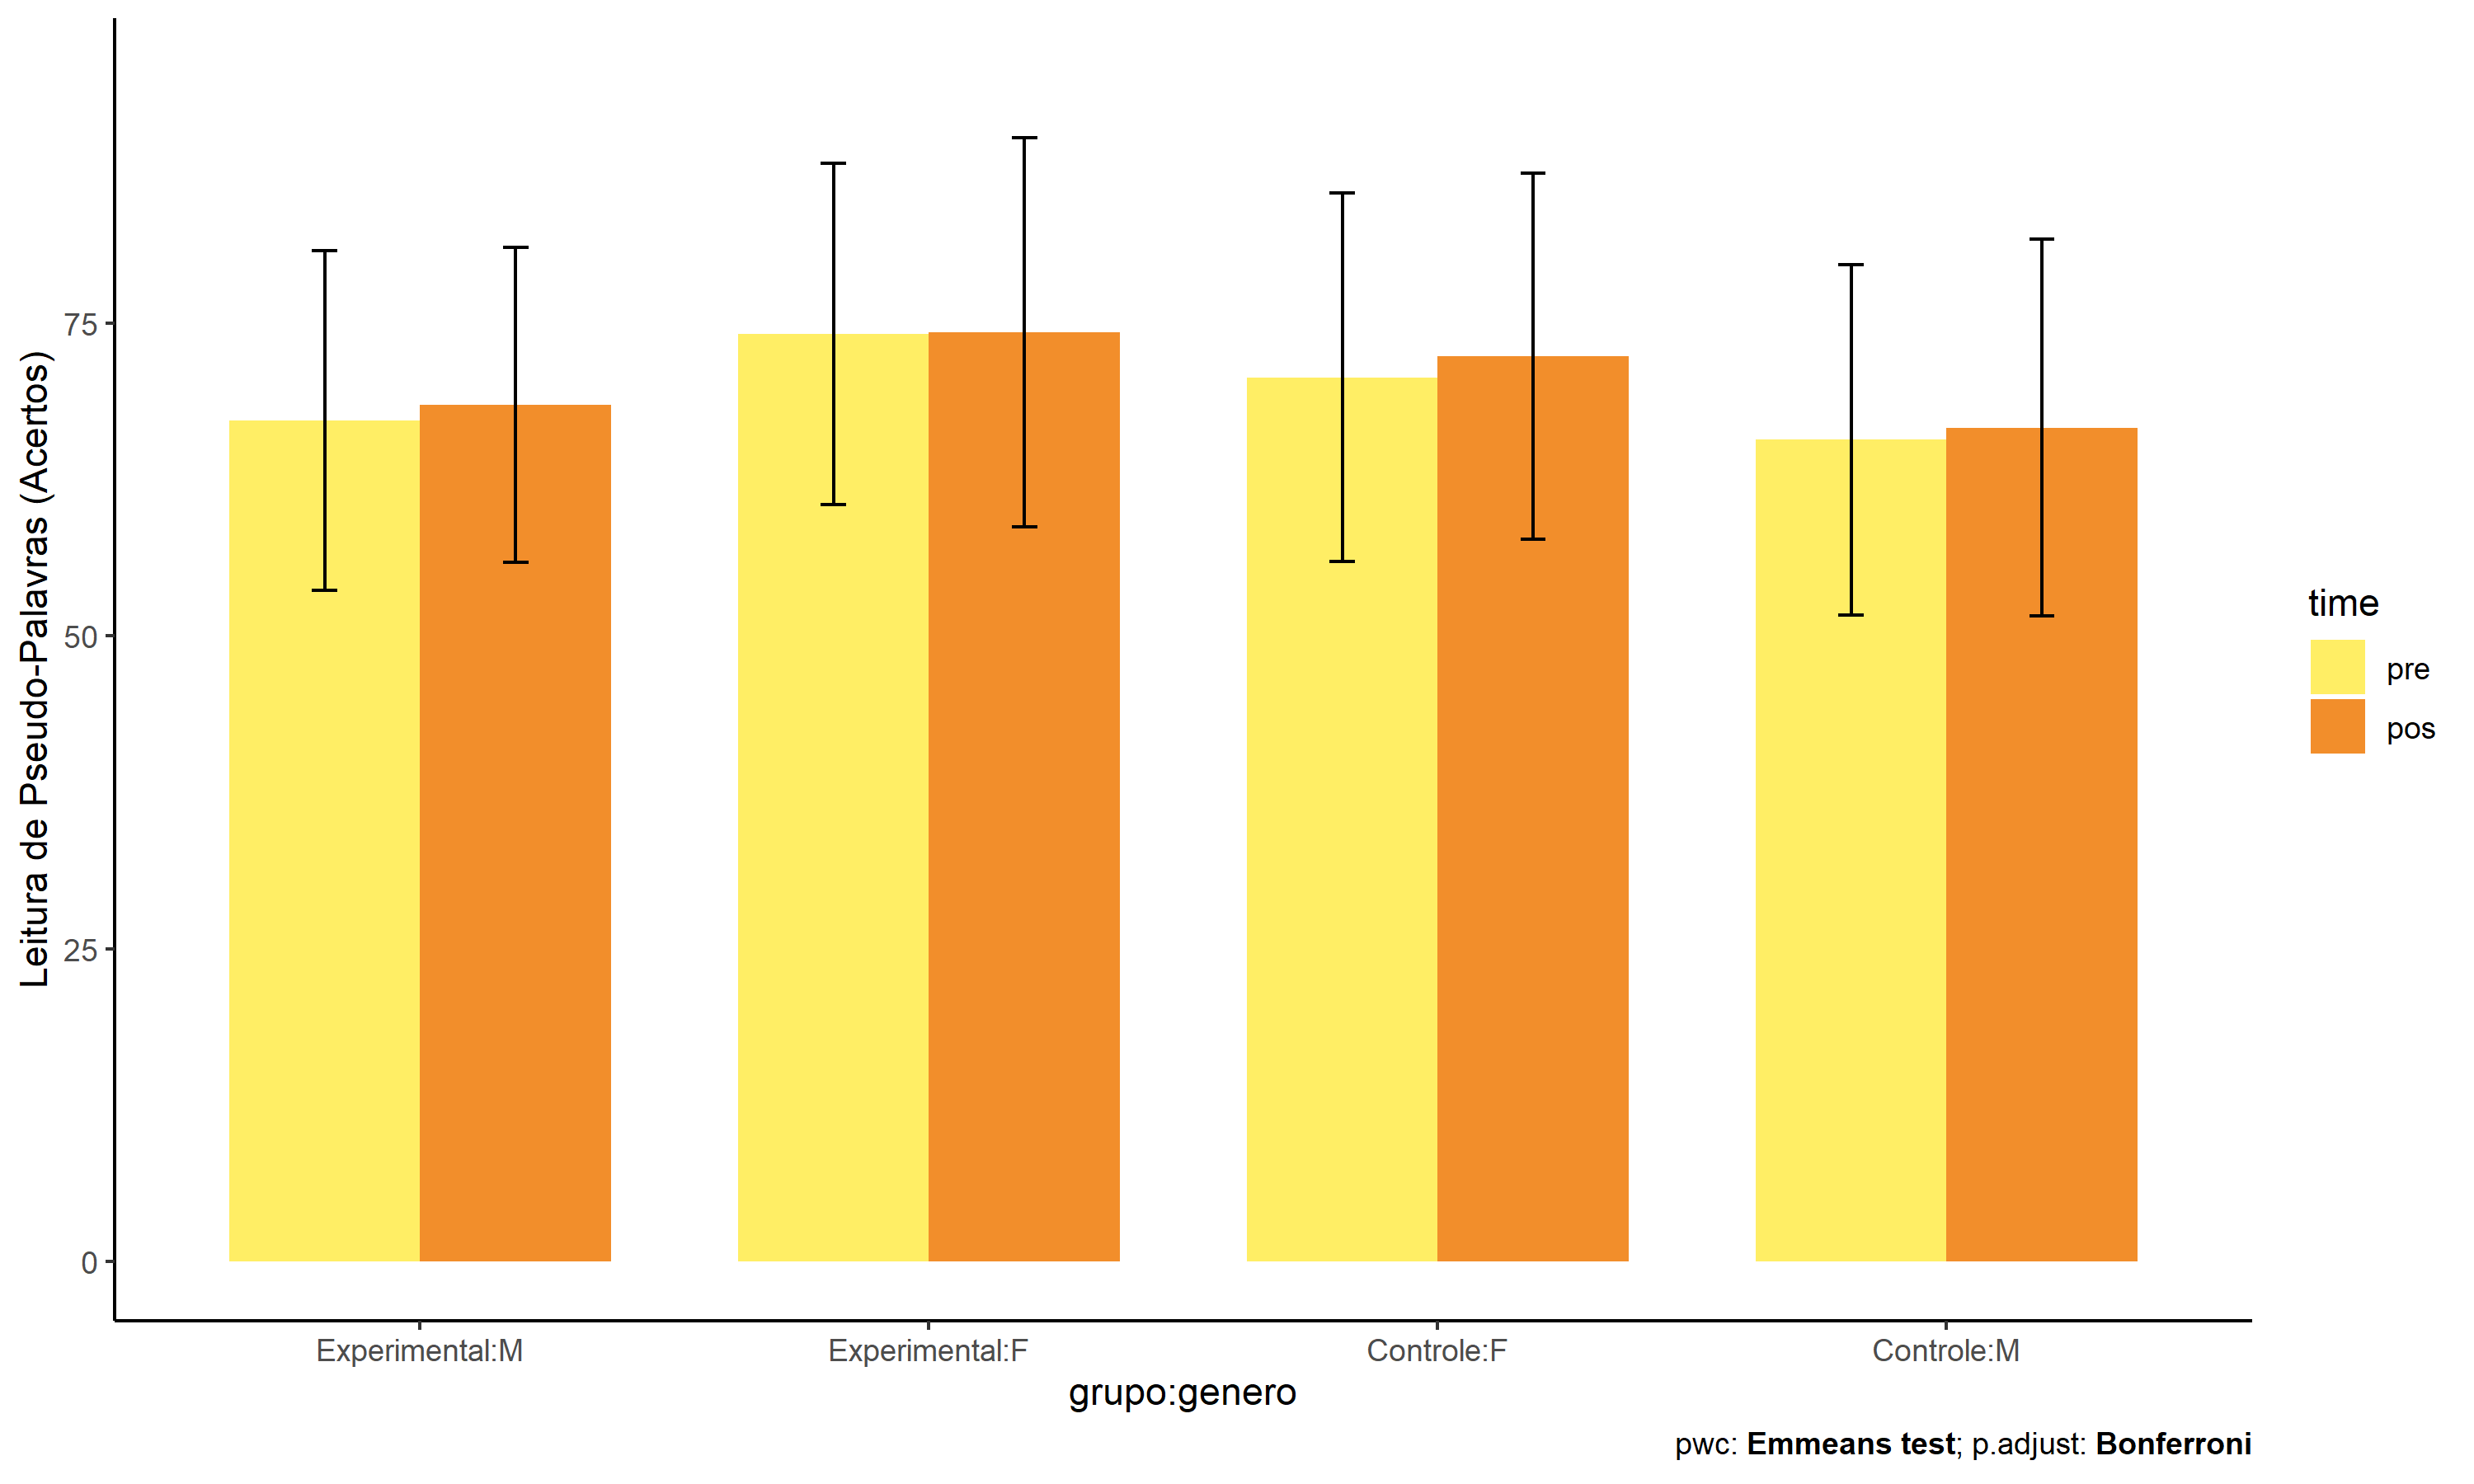 Leitura de Pseudo-Palavras (Acertos)
75
50
25
0
Experimental:M
Experimental:F
Controle:F
Controle:M
grupo:genero
time
pre
pos
pwc: Emmeans test; p.adjust: Bonferroni